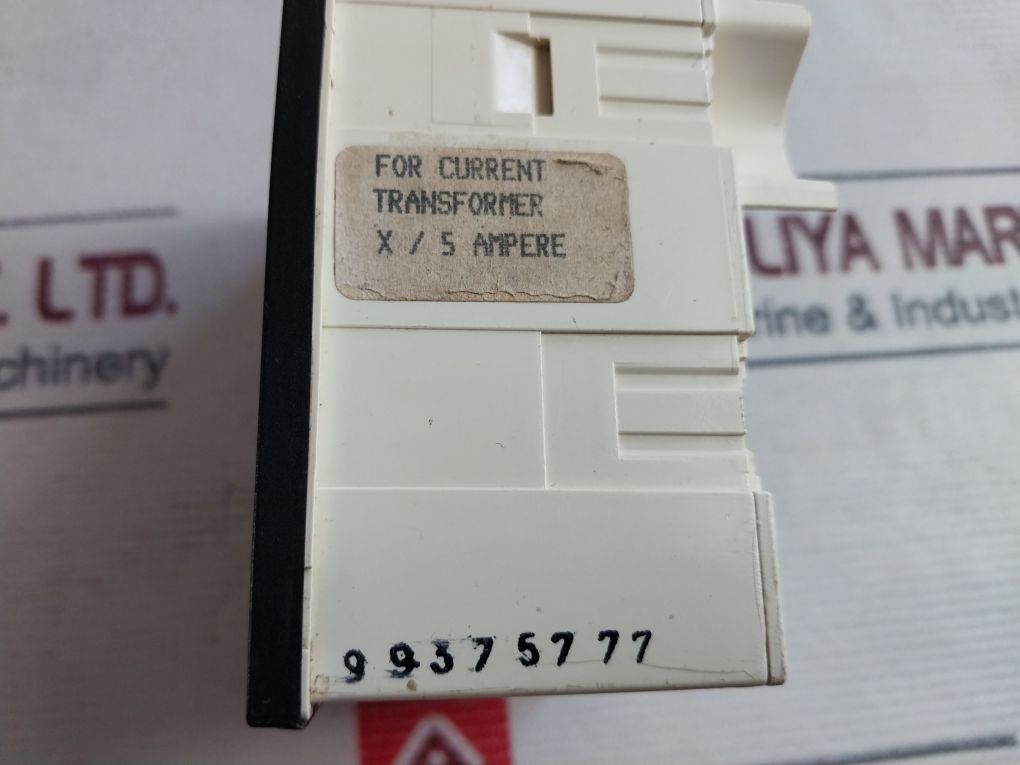 FOR CURRENT
TRANSFORMER
X / 5 AMPERE
LTD.
LIYA MAR
chinery
rine & Indust
99375777